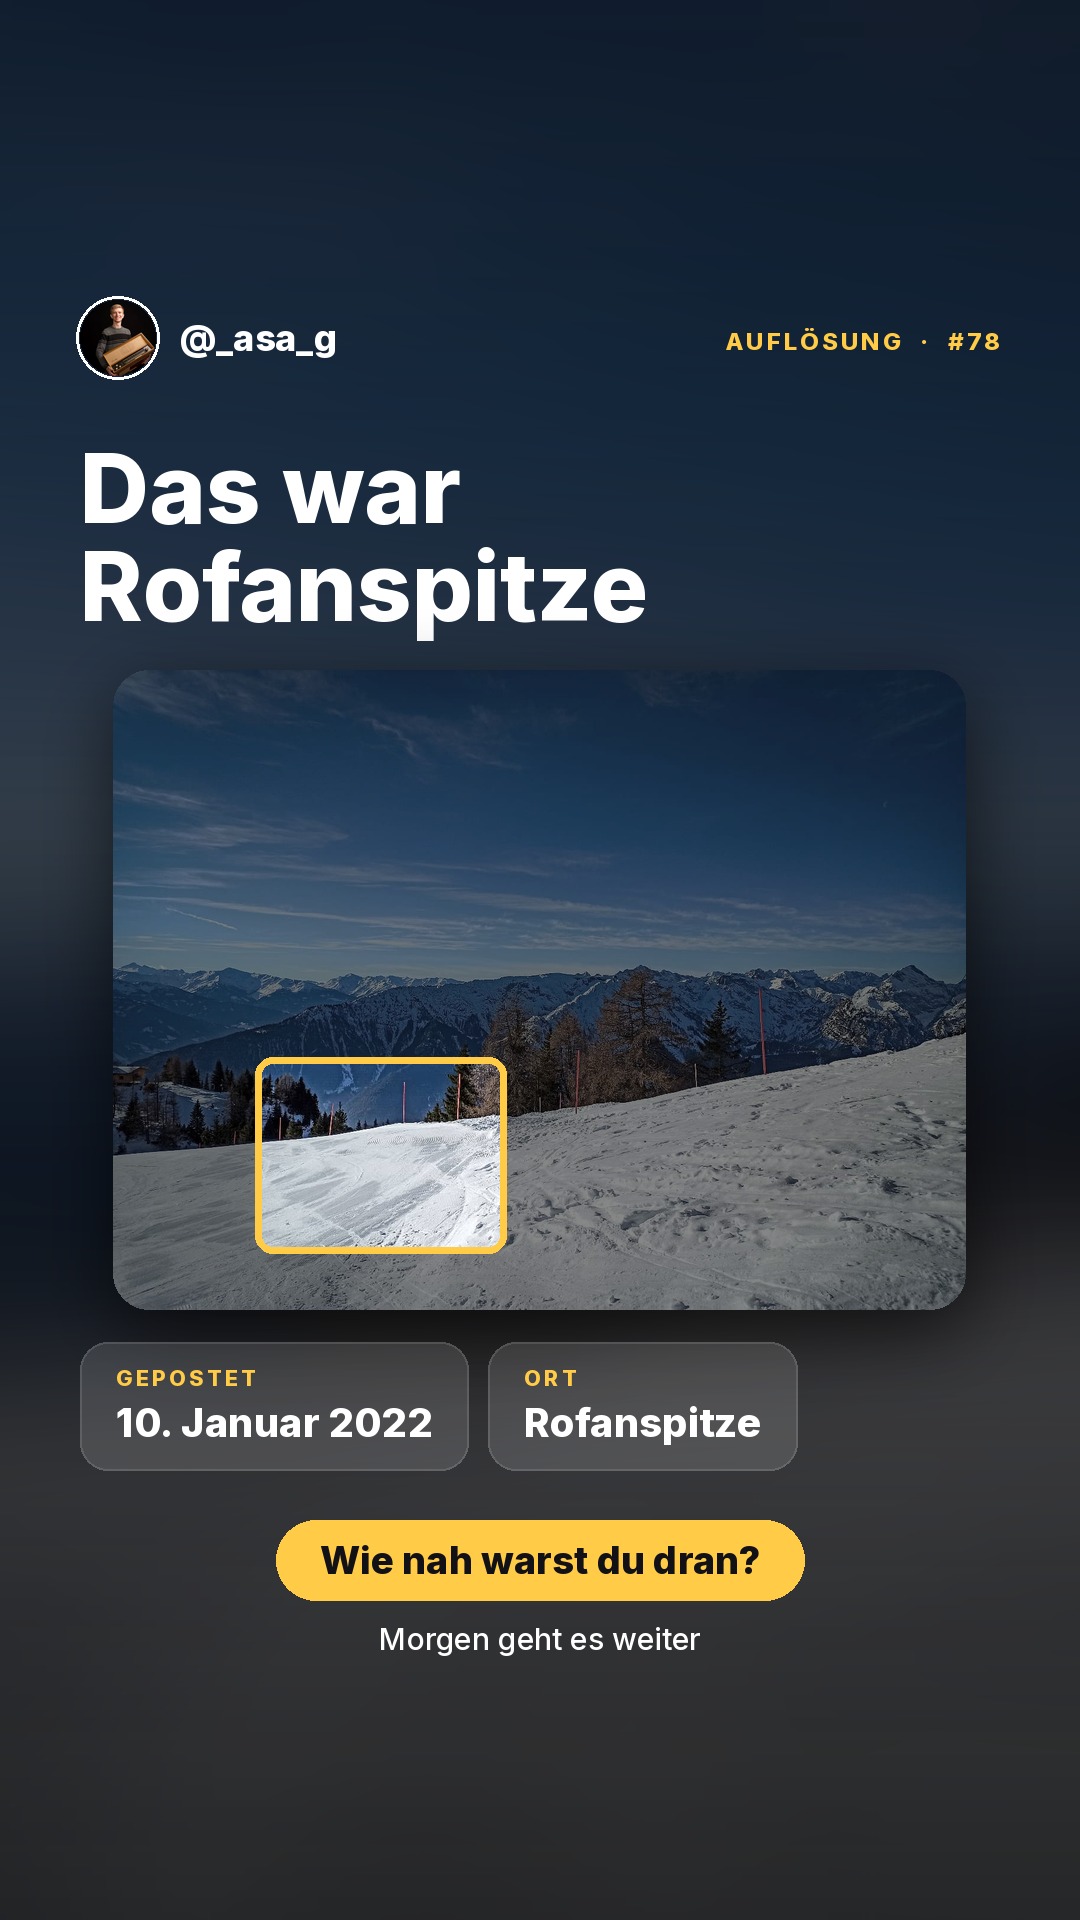 @_asa_g
AUFLÖSUNG · #78
Das war
Rofanspitze
GEPOSTET
10. Januar 2022
ORT
Rofanspitze
Wie nah warst du dran?
Morgen geht es weiter